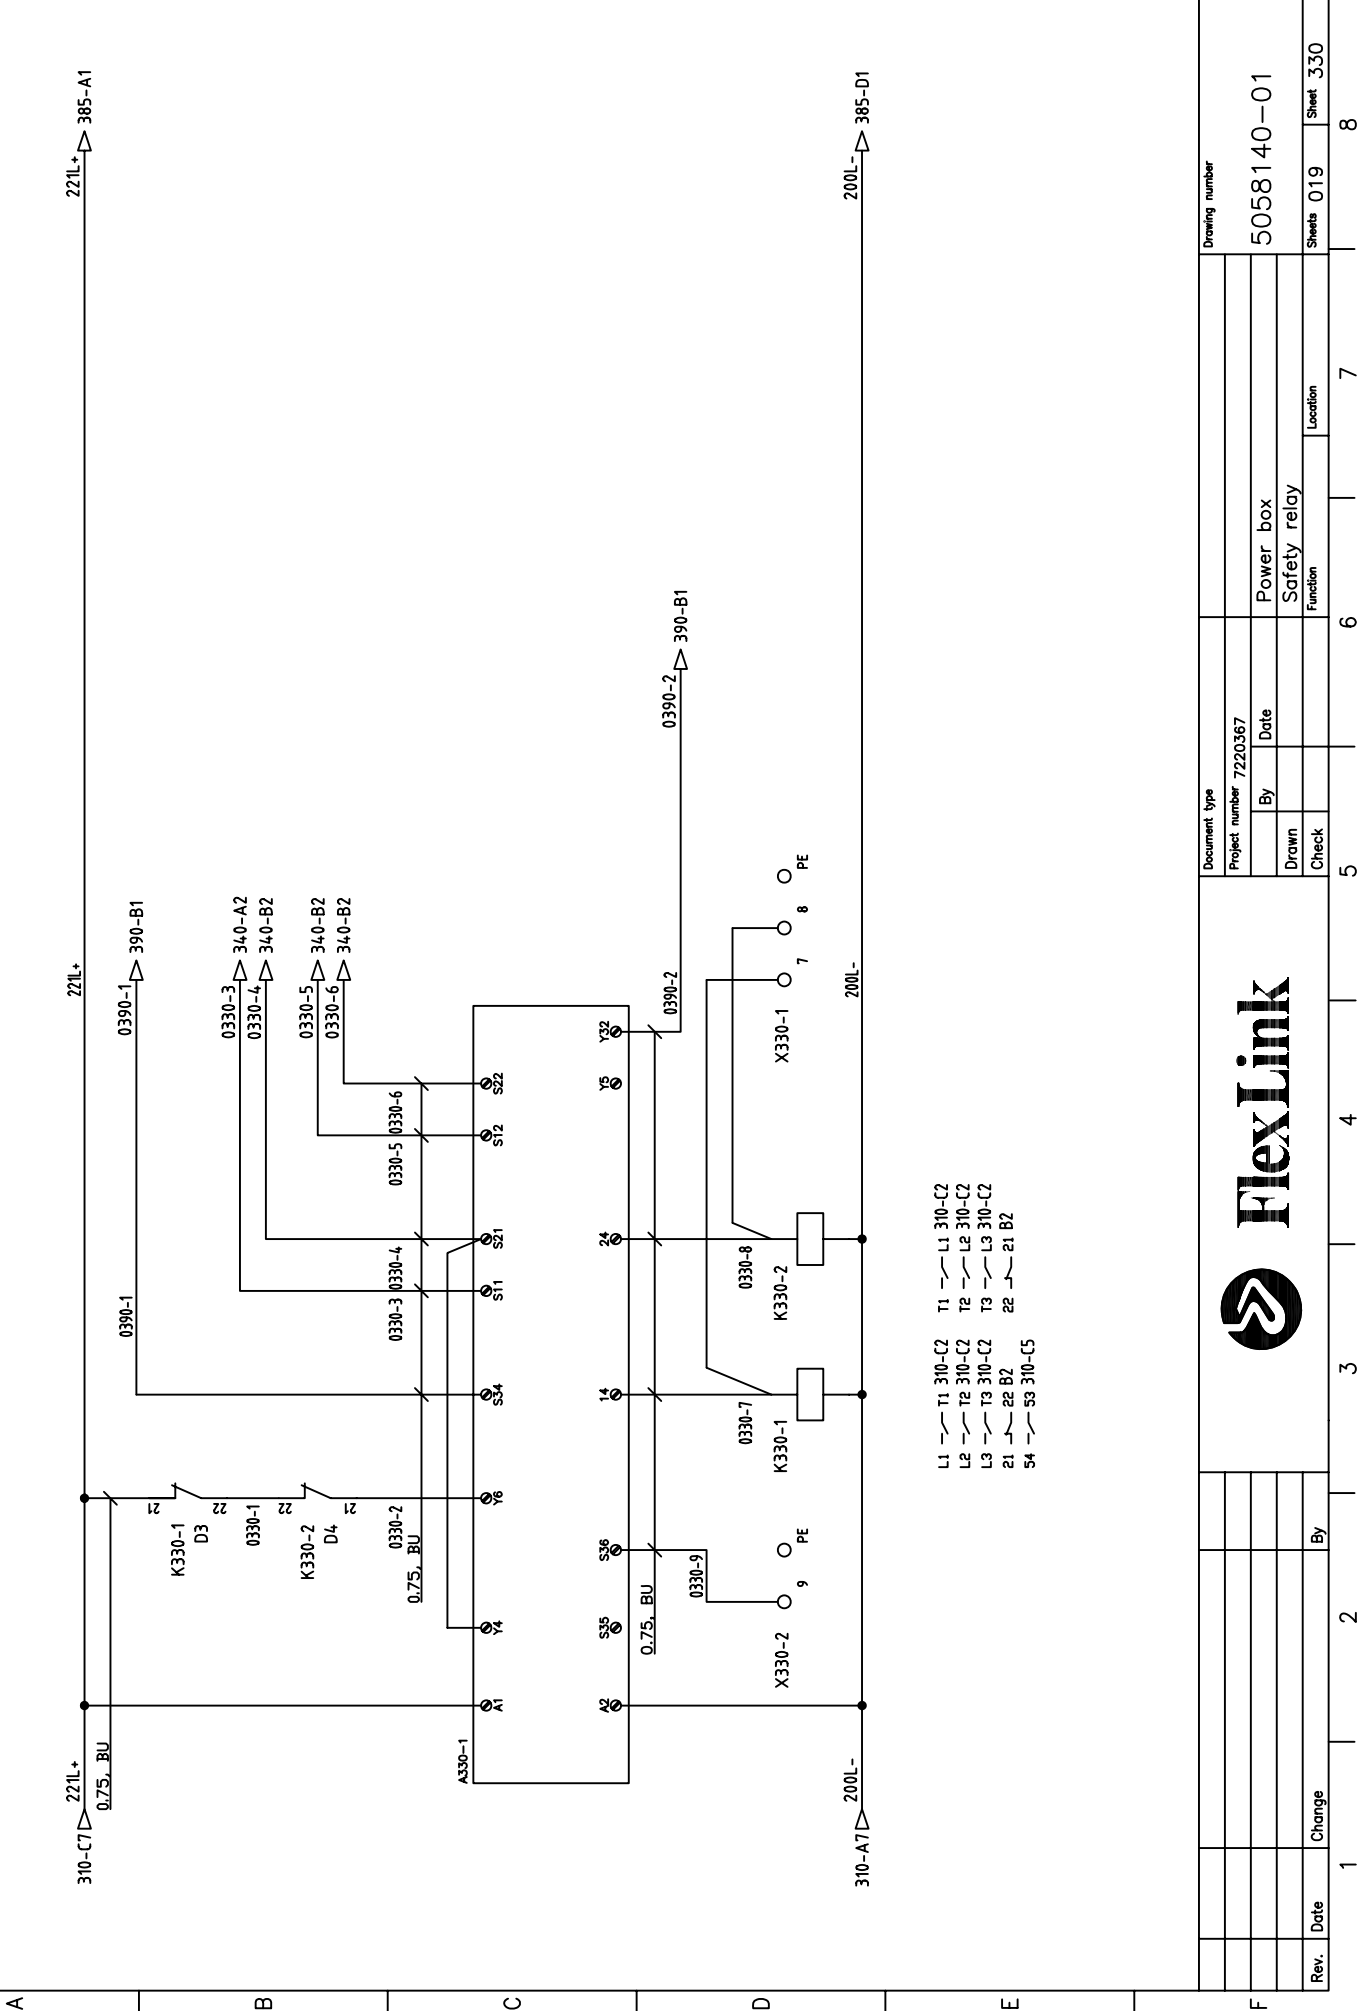 A
B
C
D
E
F
310-C7
221L+
221L+
221L+
385-A1
0.75, BU
K330-1
D3
21
22
0330-1
K330-2
D4
22
21
0330-2
0.75, BU
0390-1
0390-1
390-B1
0330-3
340-A2
0330-4
340-B2
0330-5
340-B2
0330-6
340-B2
0330-3
0330-4
0330-5
0330-6
A330-1
A1
Y4
Y6
S34
S11
S21
S12
S22
A2
S35
S36
14
24
Y5
Y32
0.75, BU
0390-2
0390-2
390-B1
0330-9
0330-7
0330-8
X330-2
9
PE
K330-1
K330-2
X330-1
7
8
PE
310-A7
200L-
200L-
200L-
385-D1
L1 T1 310-C2
L2 T2 310-C2
L3 T3 310-C2
21 22 B2
54 53 310-C5
T1 L1 310-C2
T2 L2 310-C2
T3 L3 310-C2
22 21 B2
Rev.
Date
Change
By
FlexLink
Document type
Project number 7220367
By
Date
Drawn
Check
Power box
Safety relay
Function
Location
Drawing number
5058140-01
Sheets 019
Sheet 330
1
2
3
4
5
6
7
8